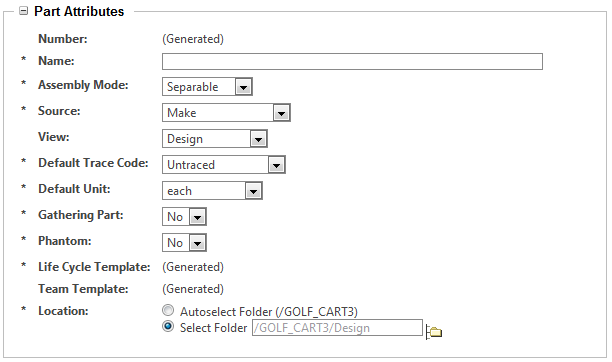 Part Attributes
Number: (Generated)
* Name:
* Assembly Mode: Separable
* Source: Make
View: Design
* Default Trace Code: Untraced
* Default Unit: each
* Gathering Part: No
* Phantom: No
* Life Cycle Template: (Generated)
Team Template: (Generated)
* Location: Autoselect Folder (/GOLF_CART3)
Select Folder /GOLF_CART3/Design